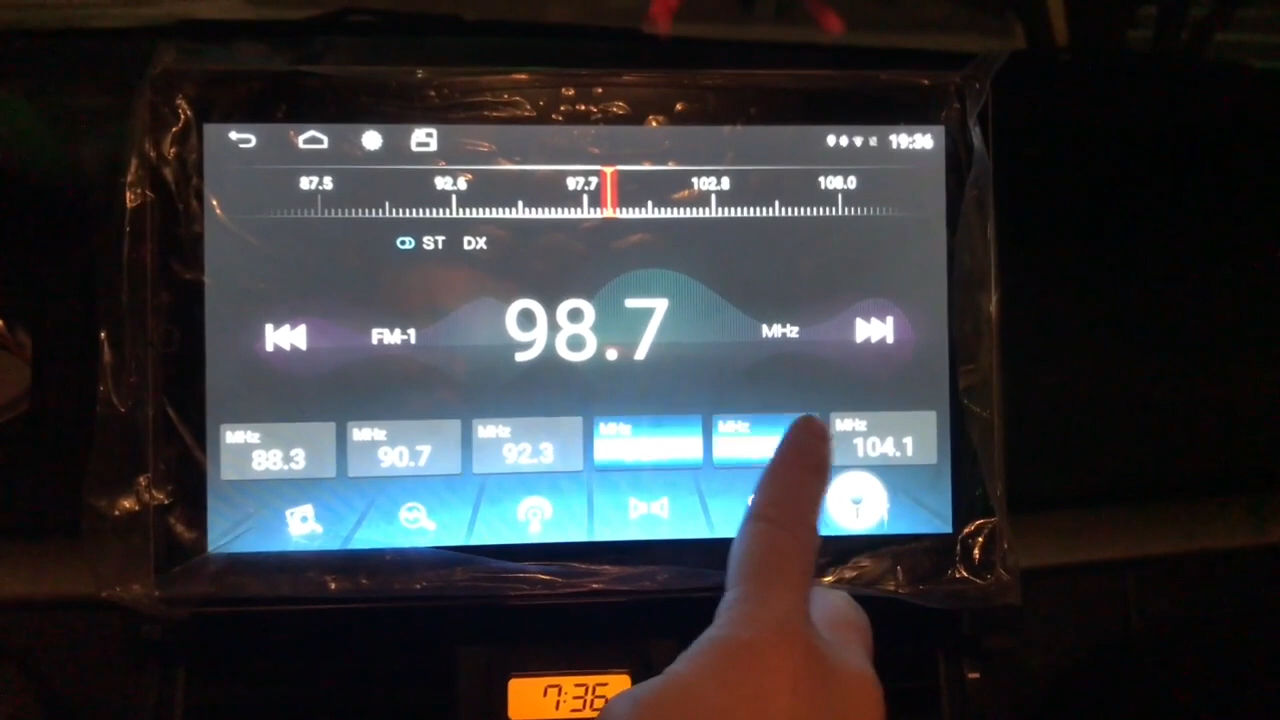 19:36
87.5 92.6 97.7 102.8 108.0
ST DX
FM-1 98.7 MHz
MHz MHz MHz MHz MHz MHz
88.3 90.7 92.3 104.1
7:36